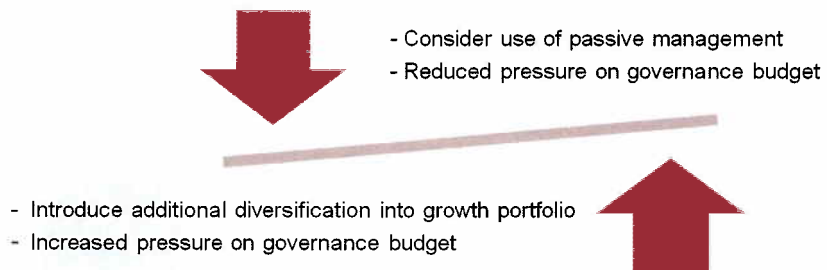 - Consider use of passive management
- Reduced pressure on governance budget
- Introduce additional diversification into growth portfolio
- Increased pressure on governance budget